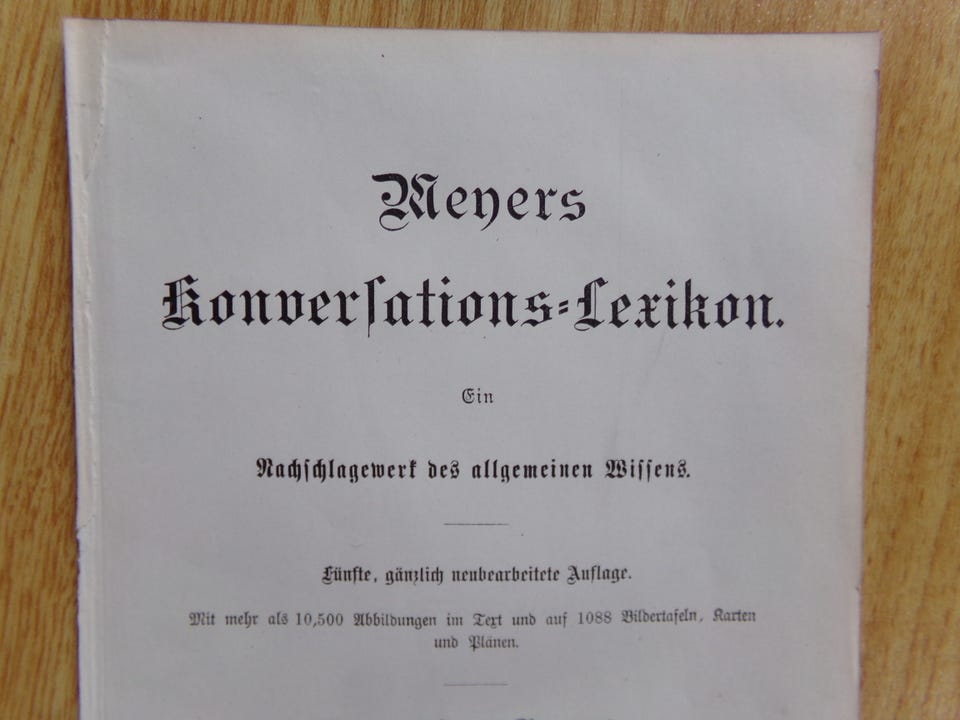 Meyers
Konverſations-Lexikon.
Ein
Nachſchlagewerk des allgemeinen Wiſſens.
Fünfte, gänzlich neubearbeitete Auflage.
Mit mehr als 10,500 Abbildungen im Text und auf 1088 Bildertafeln, Karten
und Plänen.